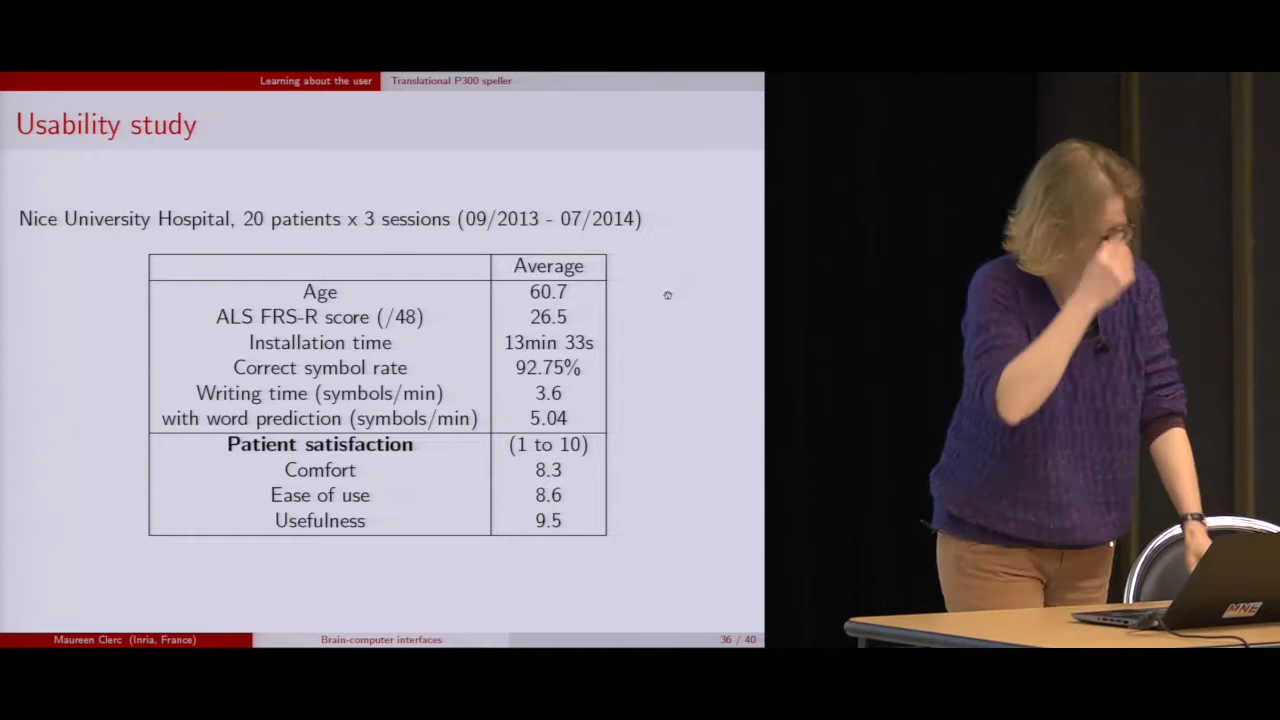 Learning about the user Translational P300 speller
Usability study
Nice University Hospital, 20 patients x 3 sessions (09/2013 - 07/2014)
Average
Age 60.7
ALS FRS-R score (/48) 26.5
Installation time 13min 33s
Correct symbol rate 92.75%
Writing time (symbols/min) 3.6
with word prediction (symbols/min) 5.04
Patient satisfaction (1 to 10)
Comfort 8.3
Ease of use 8.6
Usefulness 9.5
Maureen Clerc (Inria, France) Brain-computer interfaces 36 / 40
MNE